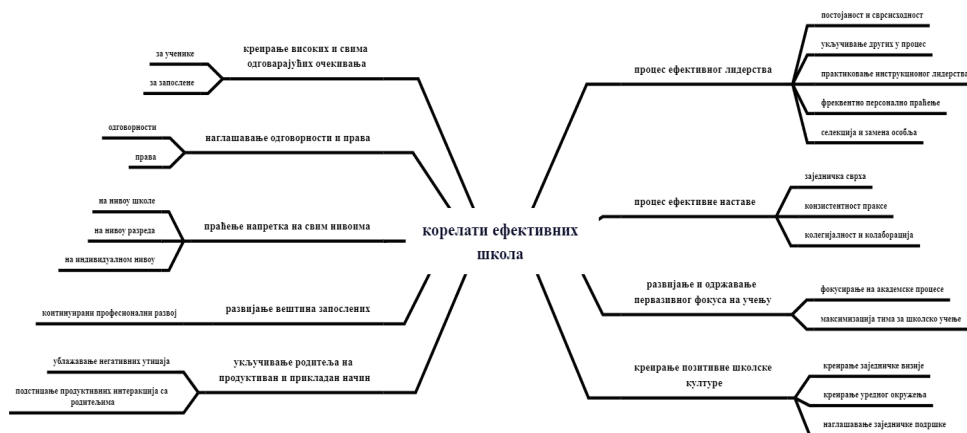 корелати ефективних
школа
креирање високих и свима
одговарајућих очекивања
за ученике
за запослене
наглашавање одговорности и права
одговорности
права
праћење напретка на свим нивоима
на нивоу школе
на нивоу разреда
на индивидуалном нивоу
развијање вештина запослених
континуирани професионални развој
укључивање родитеља на
продуктиван и прикладан начин
ублажавање негативних утицаја
подстицање продуктивних интеракција са
родитељима
процес ефективног лидерства
постојаност и сврсисходност
укључивање других у процес
практиковање инструкционог лидерства
фреквентно персонално праћење
селекција и замена особља
процес ефективне наставе
заједничка сврха
конзистентност праксе
колегијалност и колаборација
развијање и одржавање
первазивног фокуса на учењу
фокусирање на академске процесе
максимизација тима за школско учење
креирање позитивне школске
културе
креирање заједничке визије
креирање уредног окружења
наглашавање заједничке подршке